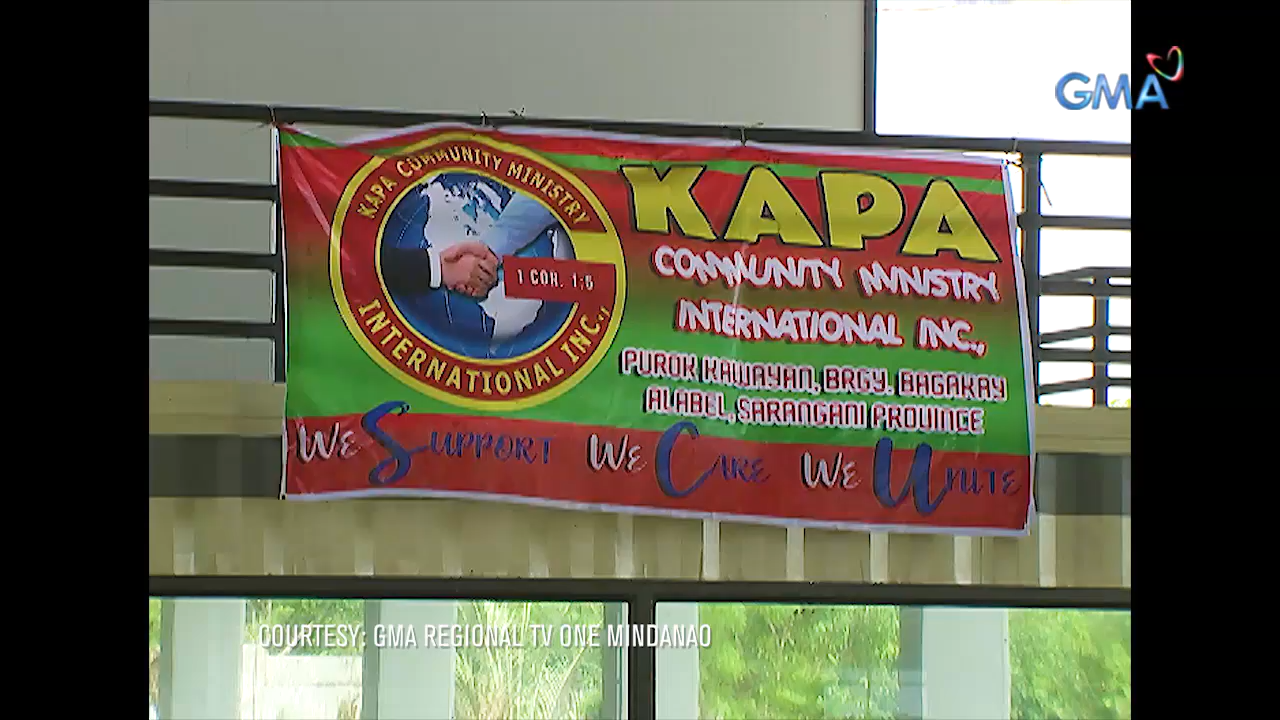 GMA
KAPA COMMUNITY MINISTRY
INTERNATIONAL INC.,
1 COR. 1:5
KAPA
COMMUNITY MINISTRY
INTERNATIONAL INC.,
PUROK KAWAYAN, BRGY. BAGAKAY
ALABEL, SARANGANI PROVINCE
WE SUPPORT WE CARE WE UNITE
COURTESY: GMA REGIONAL TV ONE MINDANAO